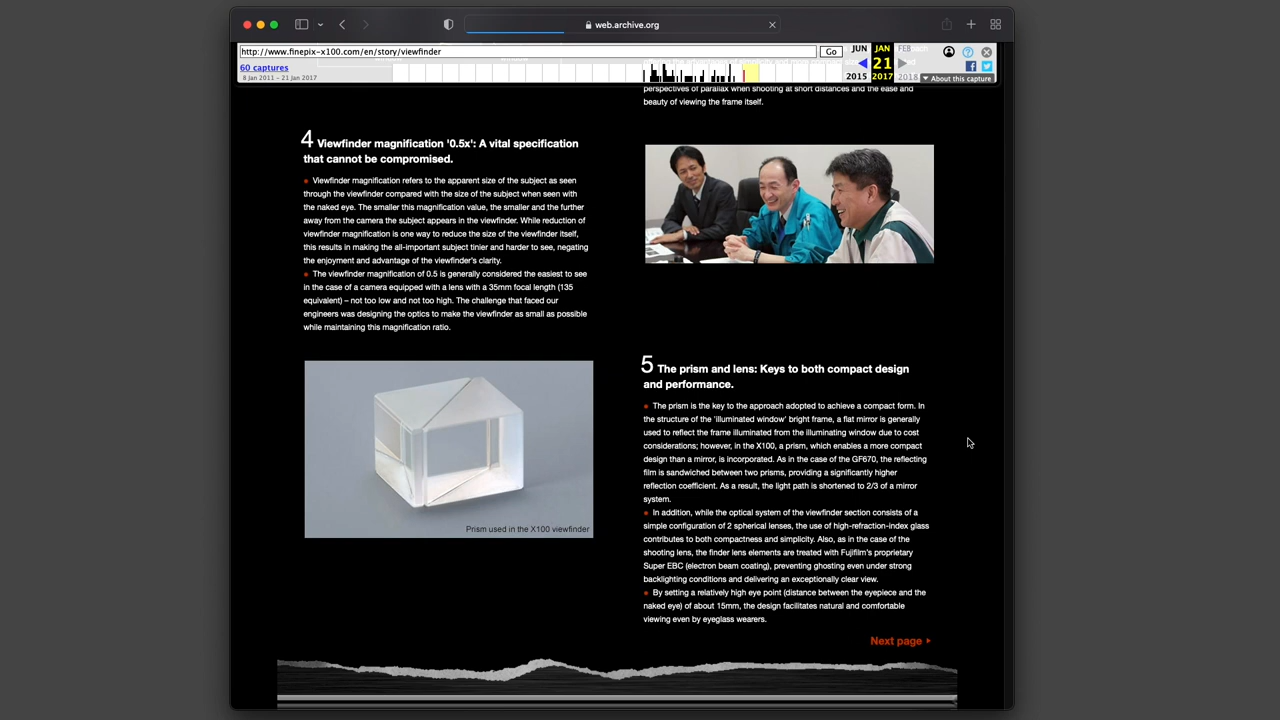 web.archive.org
http://www.finepix-x100.com/en/story/viewfinder
Go
JUN
JAN
FEB
60 captures
21
8 Jan 2011 – 21 Jan 2017
2015
2017
2018
About this capture
perspectives of parallax when shooting at short distances and the ease and
beauty of viewing the frame itself.
4 Viewfinder magnification '0.5x': A vital specification
that cannot be compromised.
Viewfinder magnification refers to the apparent size of the subject as seen
through the viewfinder compared with the size of the subject when seen with
the naked eye. The smaller this magnification value, the smaller and the further
away from the camera the subject appears in the viewfinder. While reduction of
viewfinder magnification is one way to reduce the size of the viewfinder itself,
this results in making the all-important subject tinier and harder to see, negating
the enjoyment and advantage of the viewfinder's clarity.
The viewfinder magnification of 0.5 is generally considered the easiest to see
in the case of a camera equipped with a lens with a 35mm focal length (135
equivalent) – not too low and not too high. The challenge that faced our
engineers was designing the optics to make the viewfinder as small as possible
while maintaining this magnification ratio.
Prism used in the X100 viewfinder
5 The prism and lens: Keys to both compact design
and performance.
The prism is the key to the approach adopted to achieve a compact form. In
the structure of the 'illuminated window' bright frame, a flat mirror is generally
used to reflect the frame illuminated from the illuminating window due to cost
considerations; however, in the X100, a prism, which enables a more compact
design than a mirror, is incorporated. As in the case of the GF670, the reflecting
film is sandwiched between two prisms, providing a significantly higher
reflection coefficient. As a result, the light path is shortened to 2/3 of a mirror
system.
In addition, while the optical system of the viewfinder section consists of a
simple configuration of 2 spherical lenses, the use of high-refraction-index glass
contributes to both compactness and simplicity. Also, as in the case of the
shooting lens, the finder lens elements are treated with Fujifilm's proprietary
Super EBC (electron beam coating), preventing ghosting even under strong
backlighting conditions and delivering an exceptionally clear view.
By setting a relatively high eye point (distance between the eyepiece and the
naked eye) of about 15mm, the design facilitates natural and comfortable
viewing even by eyeglass wearers.
Next page